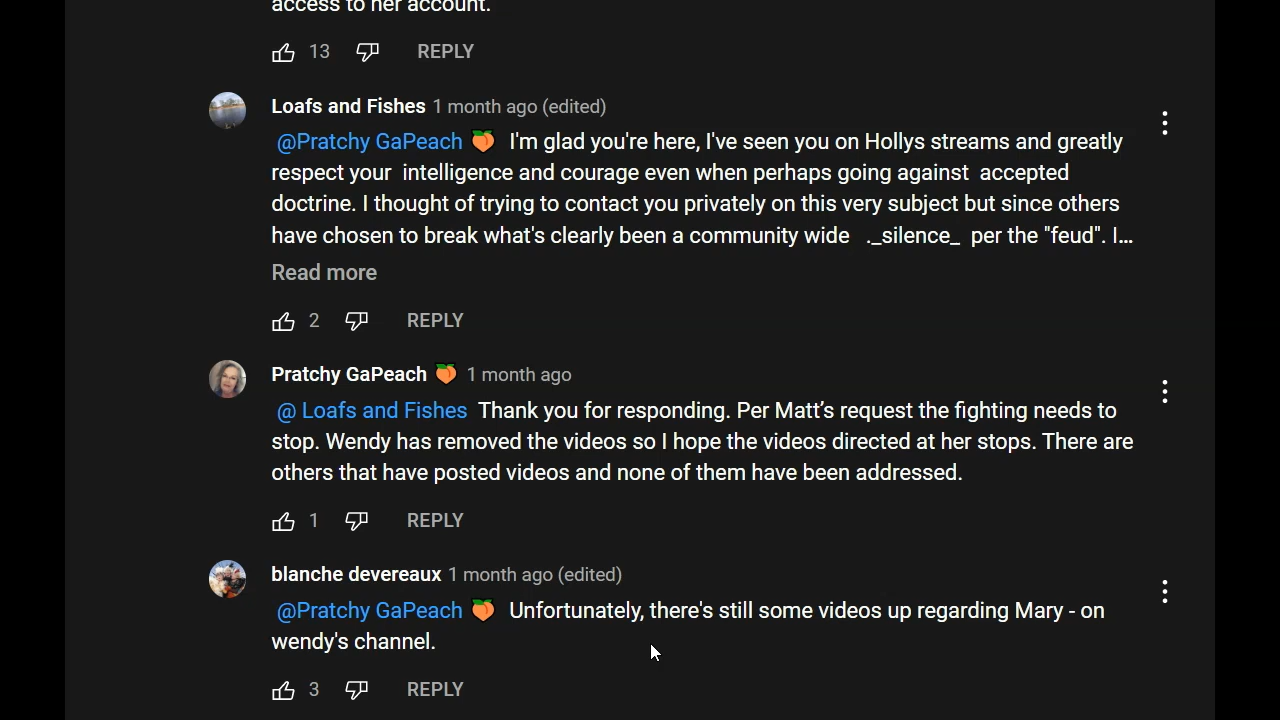 access to her account.
13 REPLY
Loafs and Fishes 1 month ago (edited)
@Pratchy GaPeach 🍑 I'm glad you're here, I've seen you on Hollys streams and greatly
respect your intelligence and courage even when perhaps going against accepted
doctrine. I thought of trying to contact you privately on this very subject but since others
have chosen to break what's clearly been a community wide ._silence_ per the "feud". I...
Read more
2 REPLY
Pratchy GaPeach 🍑 1 month ago
@ Loafs and Fishes Thank you for responding. Per Matt's request the fighting needs to
stop. Wendy has removed the videos so I hope the videos directed at her stops. There are
others that have posted videos and none of them have been addressed.
1 REPLY
blanche devereaux 1 month ago (edited)
@Pratchy GaPeach 🍑 Unfortunately, there's still some videos up regarding Mary - on
wendy's channel.
3 REPLY